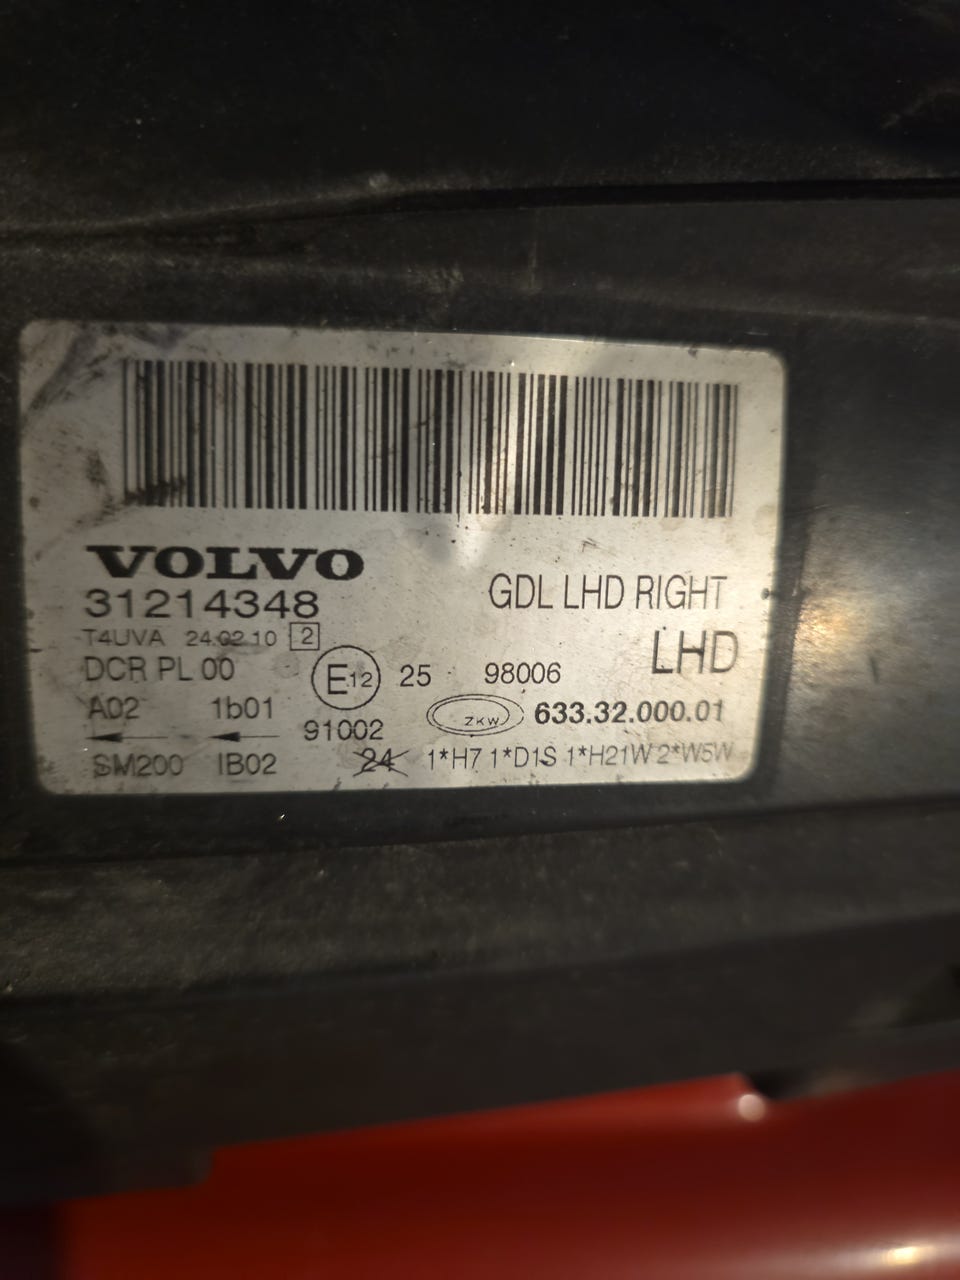 VOLVO
31214348
GDL LHD RIGHT
T4UVA 24.02.10 2
LHD
DCR PL 00
E12 25 98006
A02 1b01
91002
ZKW 633.32.000.01
SM200 IB02
24 1*H7 1*D1S 1*H21W 2*W5W